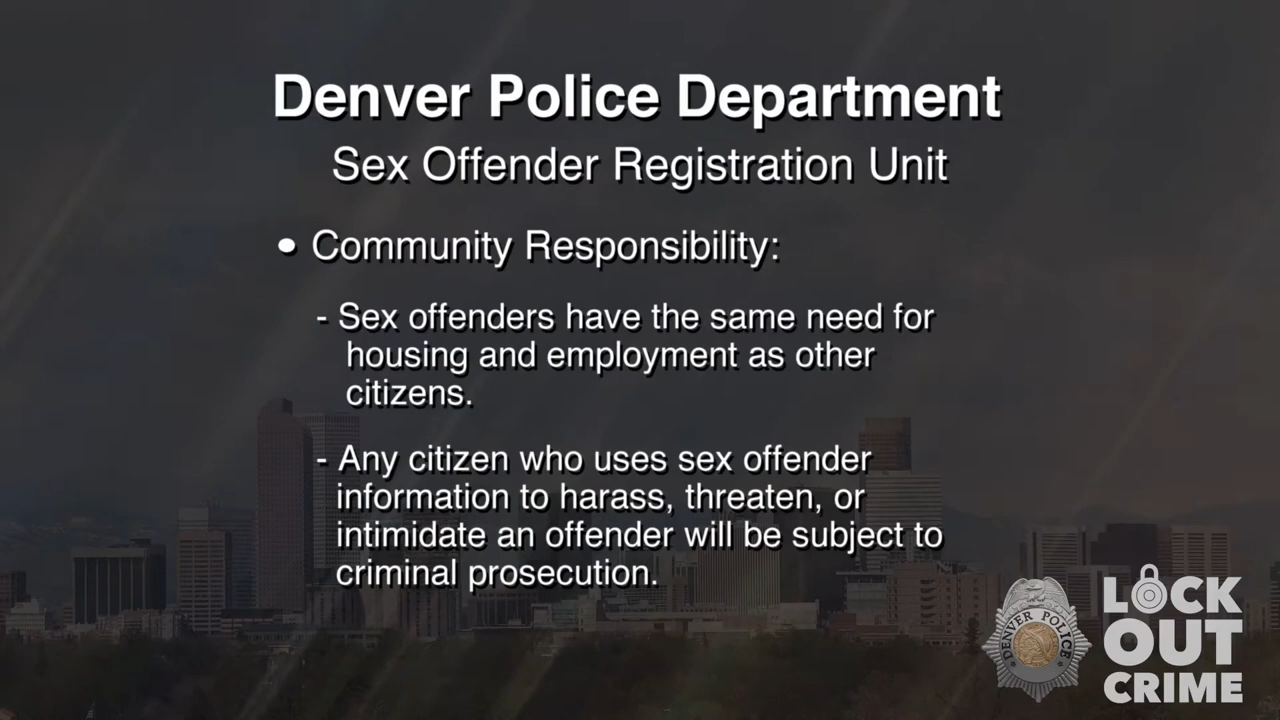 Denver Police Department
Sex Offender Registration Unit
• Community Responsibility:
- Sex offenders have the same need for
housing and employment as other
citizens.
- Any citizen who uses sex offender
information to harass, threaten, or
intimidate an offender will be subject to
criminal prosecution.
DENVER POLICE
LOCK
OUT
CRIME